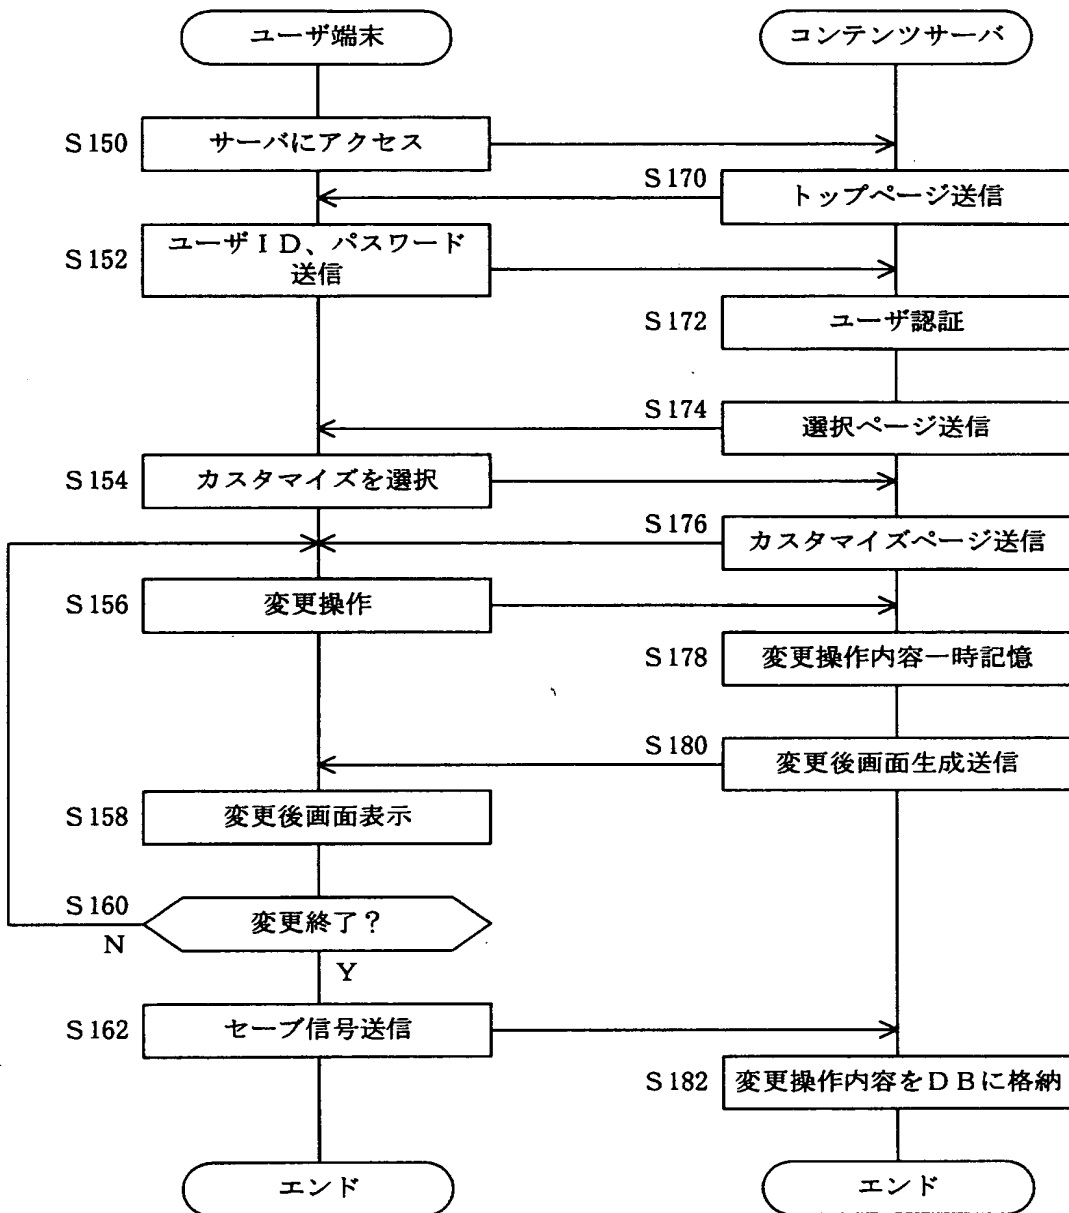 ユーザ端末
コンテンツサーバ
S150
サーバにアクセス
S170
トップページ送信
S152
ユーザID、パスワード
送信
S172
ユーザ認証
S174
選択ページ送信
S154
カスタマイズを選択
S176
カスタマイズページ送信
S156
変更操作
S178
変更操作内容一時記憶
S180
変更後画面生成送信
S158
変更後画面表示
S160
変更終了?
N
Y
S162
セーブ信号送信
S182
変更操作内容をDBに格納
エンド
エンド